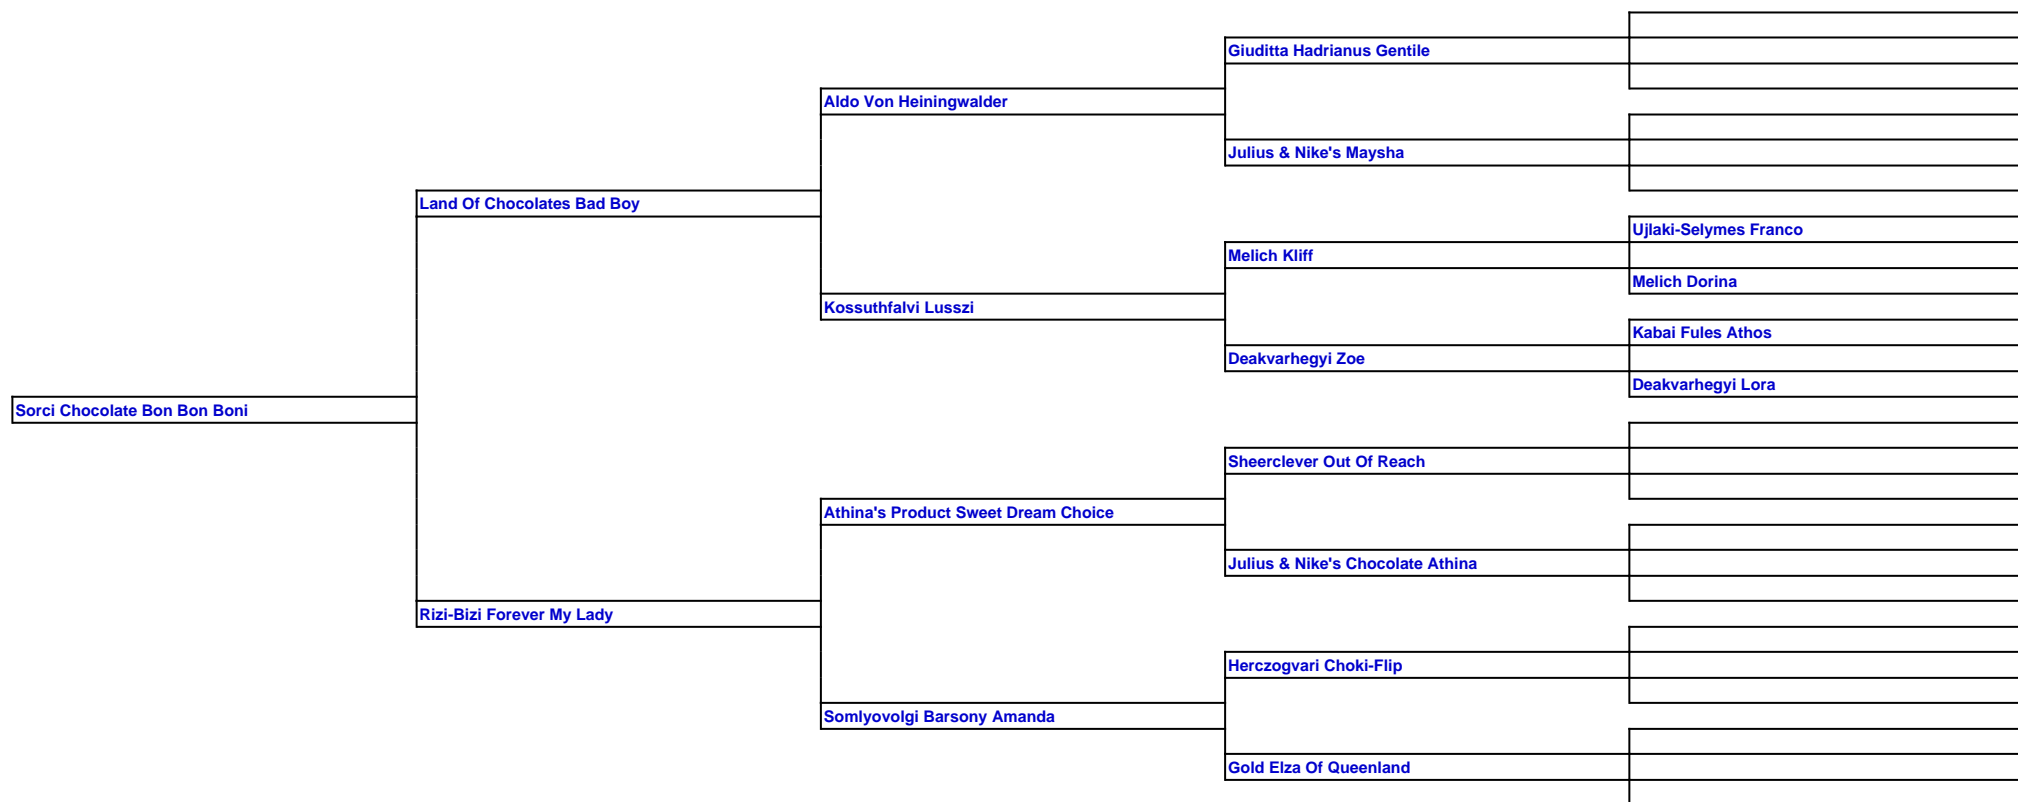 Giuditta Hadrianus Gentile
Aldo Von Heiningwalder
Julius & Nike's Maysha
Land Of Chocolates Bad Boy
Ujlaki-Selymes Franco
Melich Kliff
Melich Dorina
Kossuthfalvi Lusszi
Kabai Fules Athos
Deakvarhegyi Zoe
Deakvarhegyi Lora
Sorci Chocolate Bon Bon Boni
Sheerclever Out Of Reach
Athina's Product Sweet Dream Choice
Julius & Nike's Chocolate Athina
Rizi-Bizi Forever My Lady
Herczogvari Choki-Flip
Somlyovolgi Barsony Amanda
Gold Elza Of Queenland